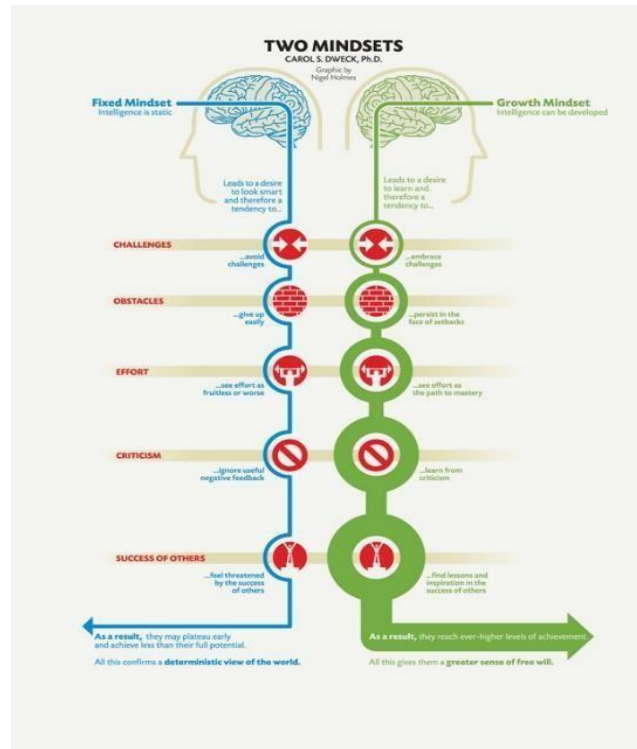 TWO MINDSETS
CAROL S. DWECK, Ph.D.
Graphic by
Nigel Holmes
Fixed Mindset
Intelligence is static
Growth Mindset
Intelligence can be developed
Leads to a desire
to look smart
and therefore a
tendency to...
Leads to a desire
to learn and
therefore a
tendency to...
CHALLENGES
...avoid
challenges
...embrace
challenges
OBSTACLES
...give up
easily
...persist in the
face of setbacks
EFFORT
...see effort as
fruitless or worse
...see effort as
the path to mastery
CRITICISM
...ignore useful
negative feedback
...learn from
criticism
SUCCESS OF OTHERS
...feel threatened
by the success
of others
...find lessons and
inspiration in the
success of others
As a result, they may plateau early
and achieve less than their full potential.
All this confirms a deterministic view of the world.
As a result, they reach ever-higher levels of achievement.
All this gives them a greater sense of free will.